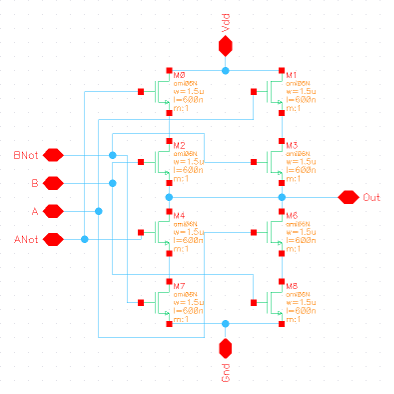 Vdd
M0
ami06N
w=1.5u
l=600n
m:1
M1
ami06N
w=1.5u
l=600n
m:1
BNot
B
A
ANot
M2
ami06N
w=1.5u
l=600n
m:1
M3
ami06N
w=1.5u
l=600n
m:1
Out
M4
ami06N
w=1.5u
l=600n
m:1
M6
ami06N
w=1.5u
l=600n
m:1
M7
ami06N
w=1.5u
l=600n
m:1
M8
ami06N
w=1.5u
l=600n
m:1
Gnd